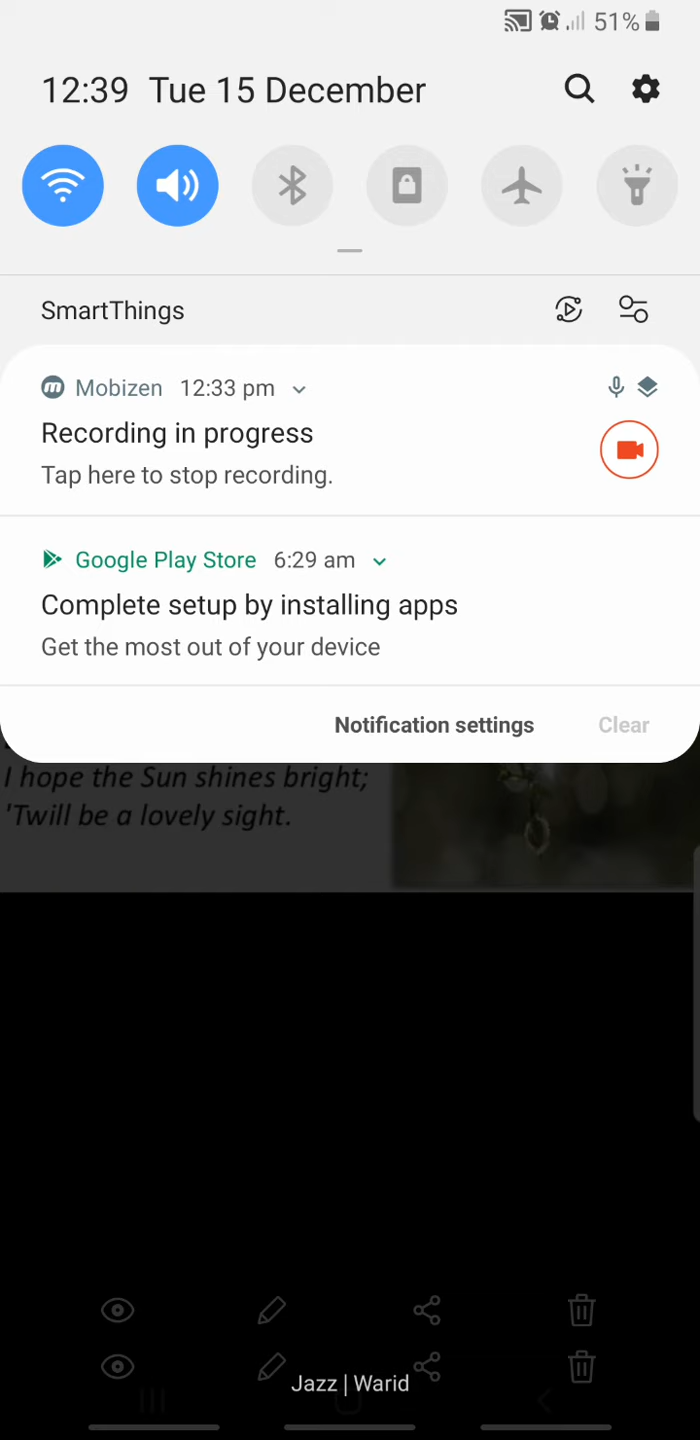 51%
12:39 Tue 15 December
SmartThings
Mobizen 12:33 pm
Recording in progress
Tap here to stop recording.
Google Play Store 6:29 am
Complete setup by installing apps
Get the most out of your device
Notification settings Clear
I hope the Sun shines bright;
'Twill be a lovely sight.
Jazz | Warid